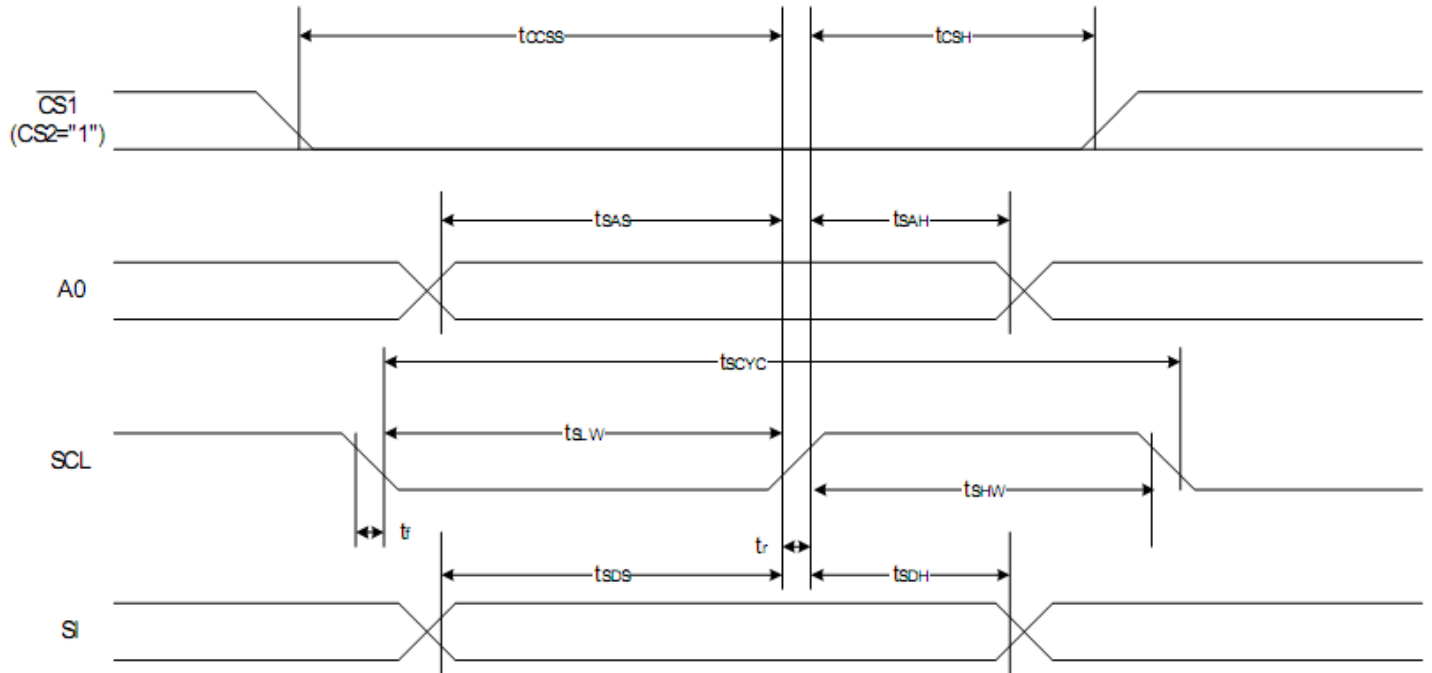 tCCSS
tCSH
CS1
(CS2="1")
tSAS
tSAH
A0
tSCYC
tSLW
SCL
tSHW
tf
tr
tSDS
tSDH
SI